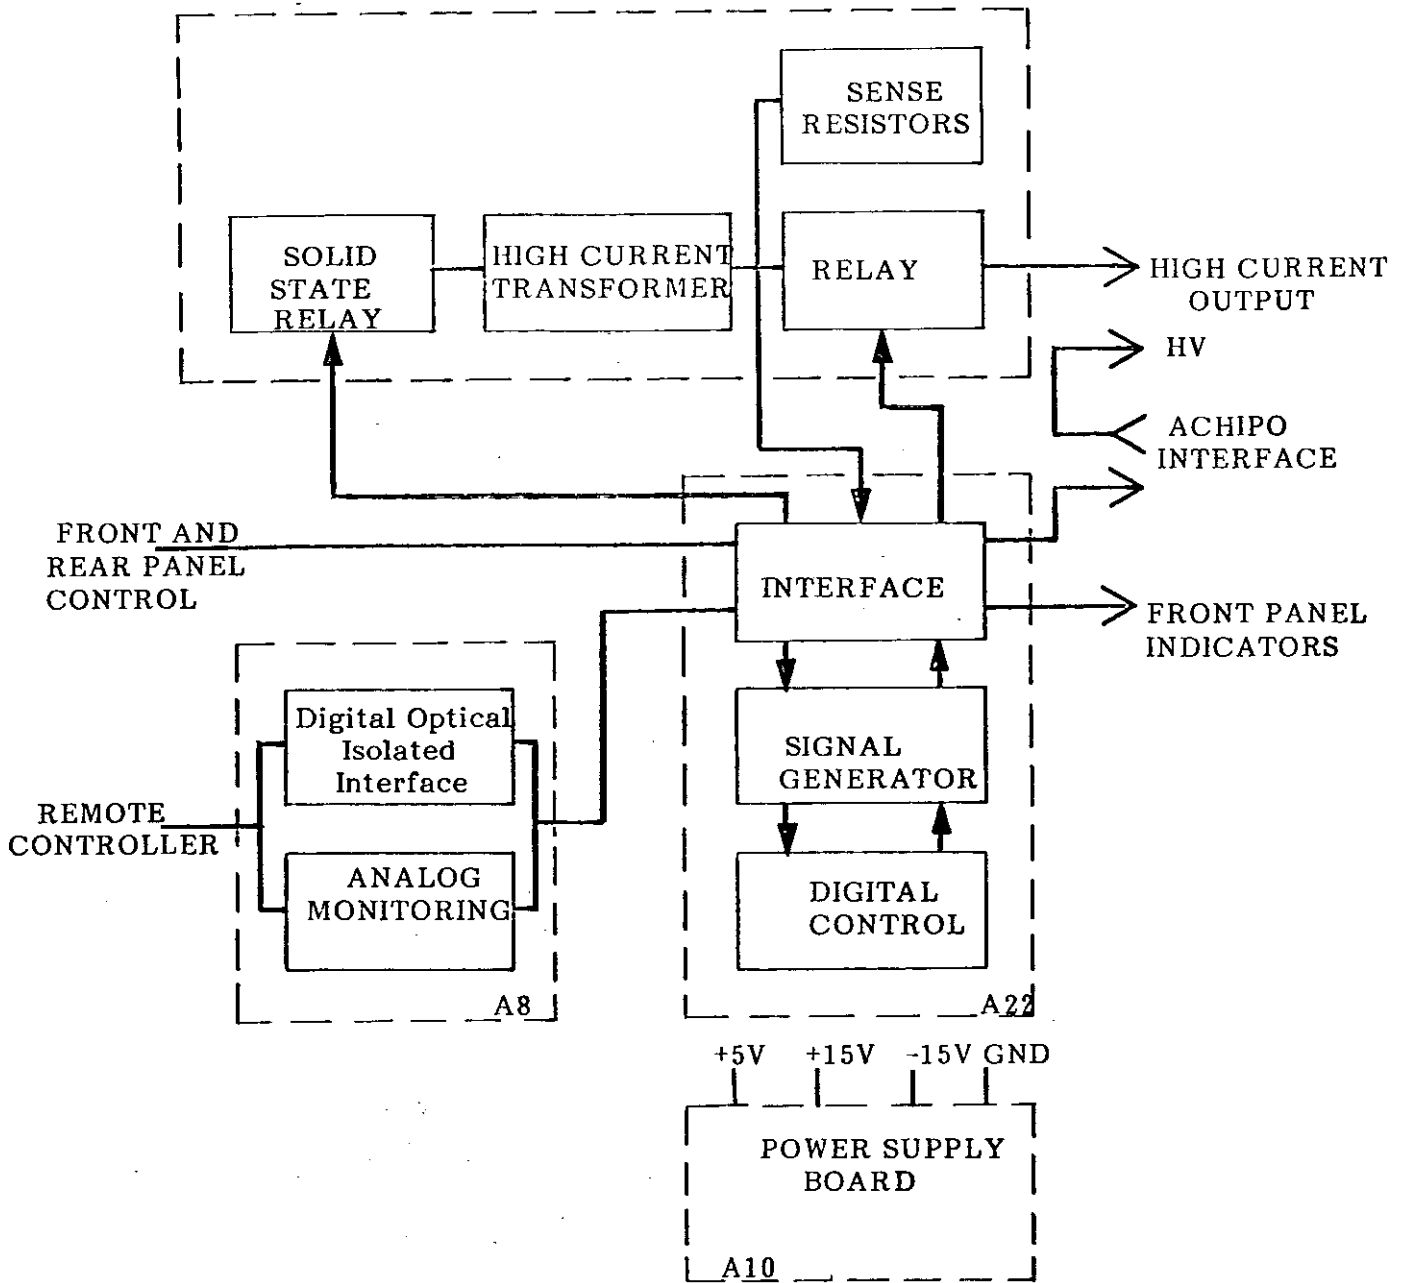 SENSE
RESISTORS
SOLID
STATE
RELAY
HIGH CURRENT
TRANSFORMER
RELAY
HIGH CURRENT
OUTPUT
HV
ACHIPO
INTERFACE
FRONT AND
REAR PANEL
CONTROL
INTERFACE
FRONT PANEL
INDICATORS
Digital Optical
Isolated
Interface
SIGNAL
GENERATOR
REMOTE
CONTROLLER
ANALOG
MONITORING
DIGITAL
CONTROL
A8
A22
+5V +15V -15V GND
POWER SUPPLY
BOARD
A10